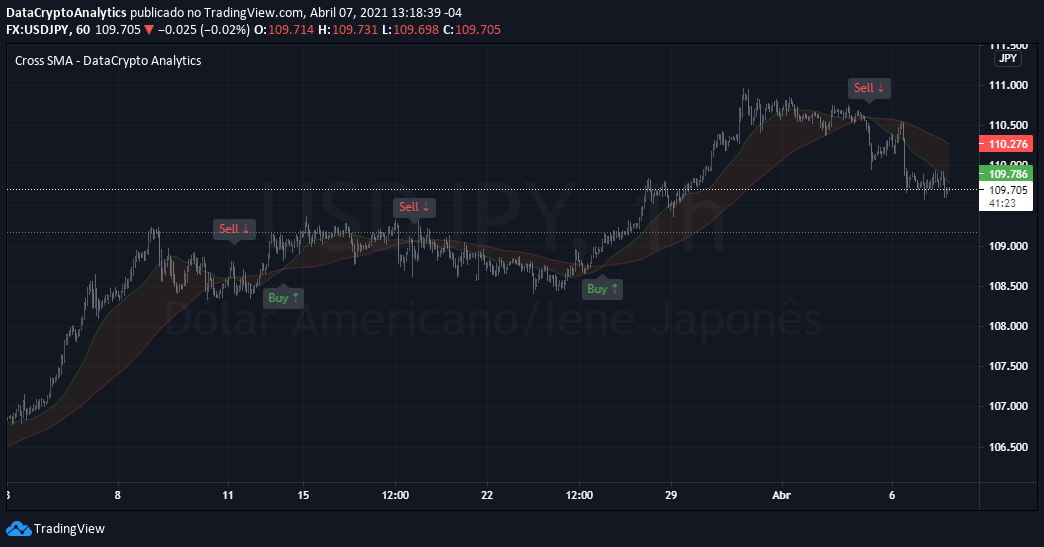 DataCryptoAnalytics publicado no TradingView.com, Abril 07, 2021 13:18:39 -04
FX:USDJPY, 60 109.705 ▼ −0.025 (−0.02%) O:109.714 H:109.731 L:109.698 C:109.705
Cross SMA - DataCrypto Analytics
111.500
JPY
111.000
Sell ↓
110.500
110.276
110.000
109.786
109.705
41:23
Sell ↓
Sell ↓
USDJPY, 1h
109.000
Buy ↑
Buy ↑
108.500
Dólar Americano/Iene Japonês
108.000
107.500
107.000
106.500
8 11 15 12:00 22 12:00 29 Abr 6
TradingView